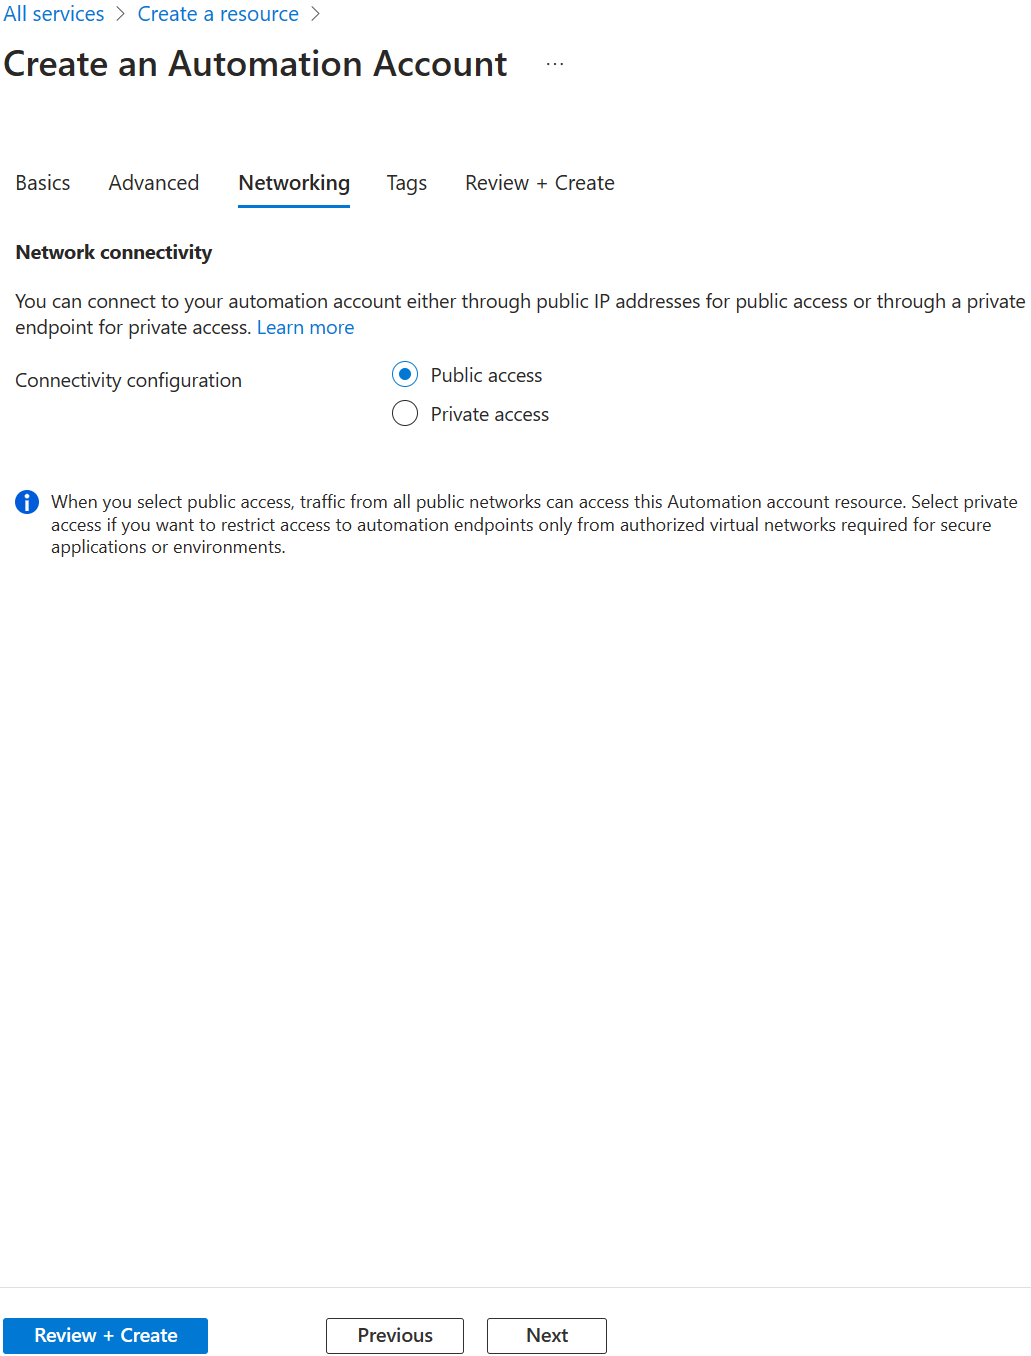 All services > Create a resource >
Create an Automation Account ...
Basics Advanced Networking Tags Review + Create
Network connectivity
You can connect to your automation account either through public IP addresses for public access or through a private
endpoint for private access. Learn more
Connectivity configuration Public access
Private access
When you select public access, traffic from all public networks can access this Automation account resource. Select private
access if you want to restrict access to automation endpoints only from authorized virtual networks required for secure
applications or environments.
Review + Create Previous Next